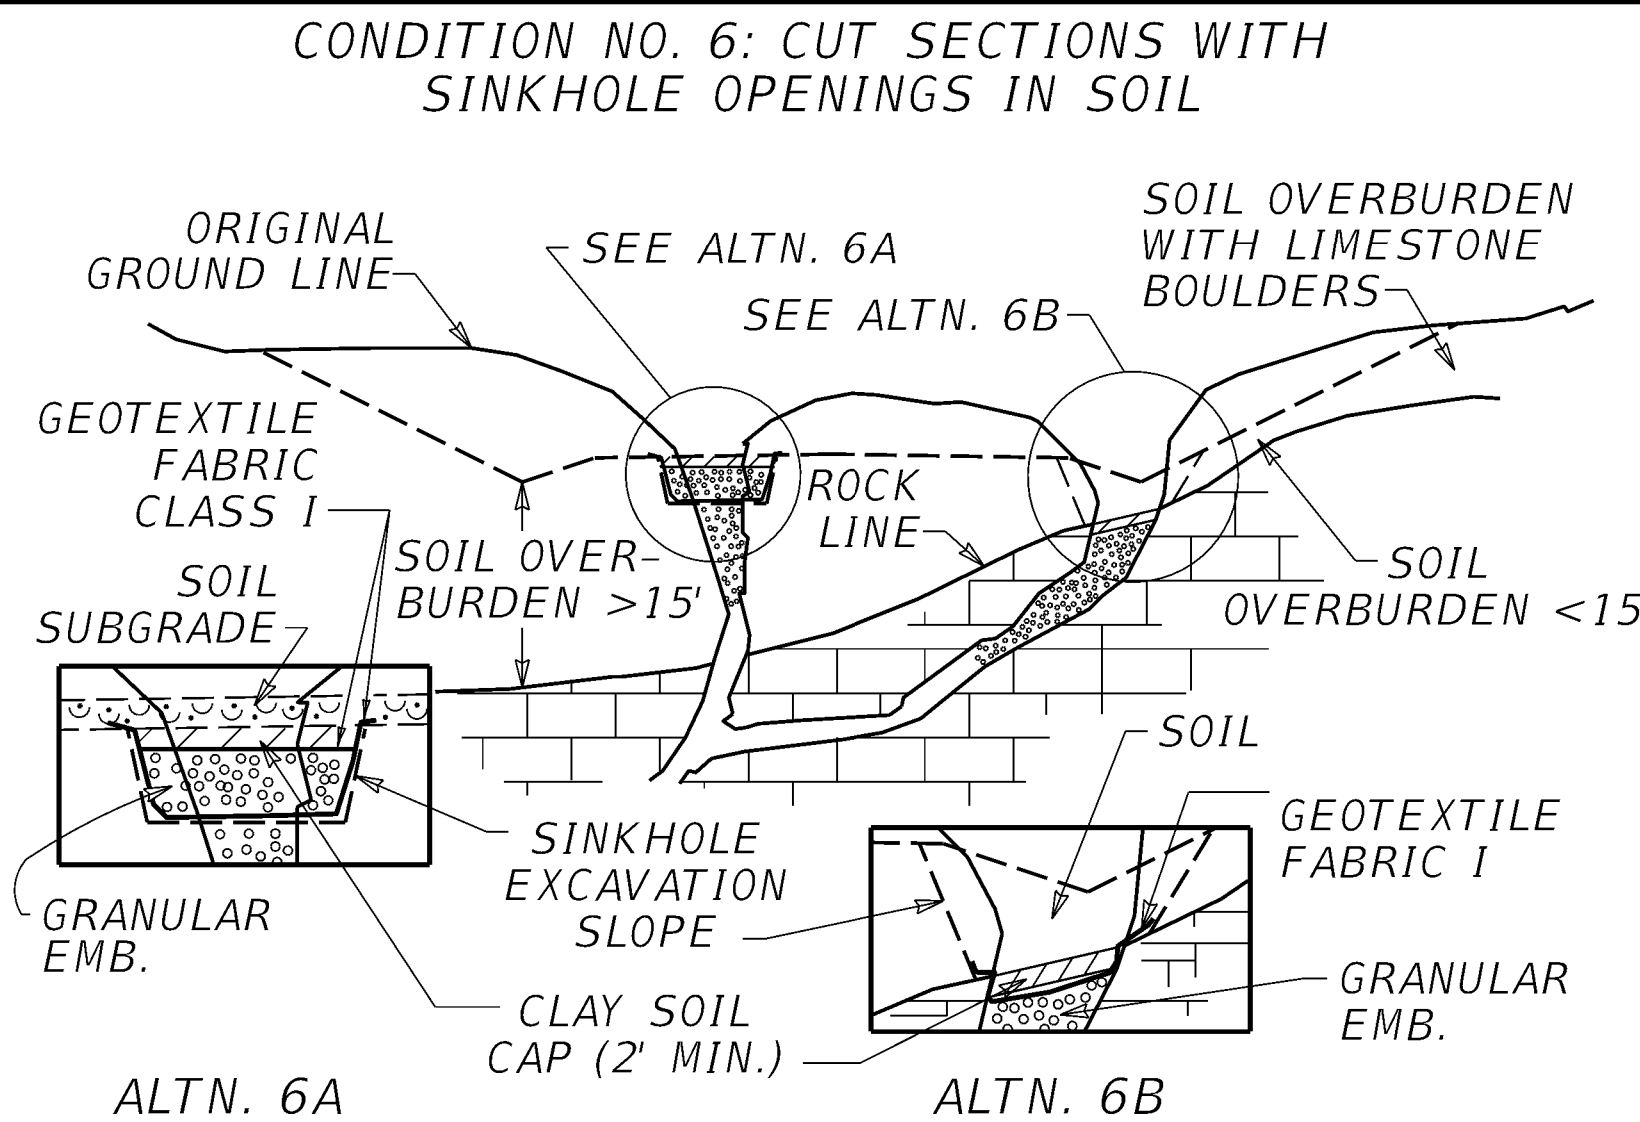 CONDITION NO. 6: CUT SECTIONS WITH
SINKHOLE OPENINGS IN SOIL
ORIGINAL
GROUND LINE
SEE ALTN. 6A
SEE ALTN. 6B
SOIL OVERBURDEN
WITH LIMESTONE
BOULDERS
GEOTEXTILE
FABRIC
CLASS I
ROCK
LINE
SOIL OVER-
BURDEN >15'
SOIL
OVERBURDEN <15
SOIL
SUBGRADE
SOIL
GEOTEXTILE
FABRIC I
SINKHOLE
EXCAVATION
SLOPE
GRANULAR
EMB.
GRANULAR
EMB.
CLAY SOIL
CAP (2' MIN.)
ALTN. 6A
ALTN. 6B